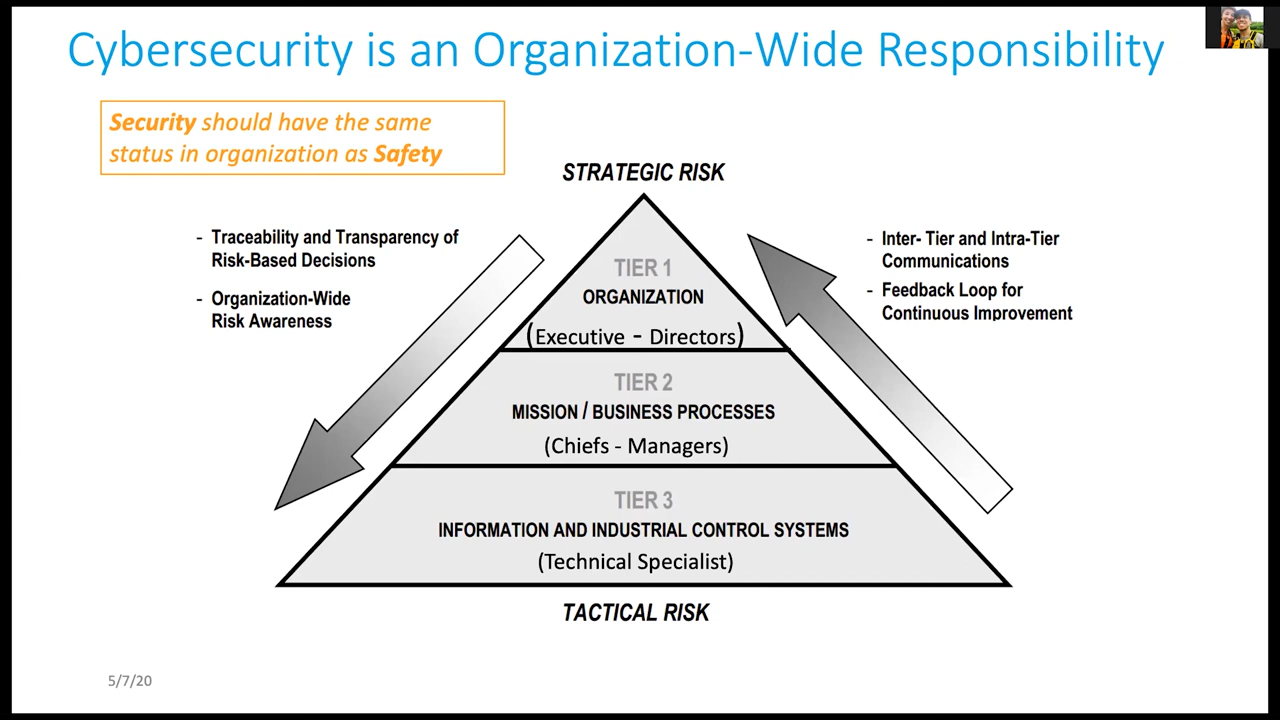 Cybersecurity is an Organization-Wide Responsibility
Security should have the same
status in organization as Safety
STRATEGIC RISK
- Traceability and Transparency of
Risk-Based Decisions
- Organization-Wide
Risk Awareness
- Inter- Tier and Intra-Tier
Communications
- Feedback Loop for
Continuous Improvement
TIER 1
ORGANIZATION
(Executive - Directors)
TIER 2
MISSION / BUSINESS PROCESSES
(Chiefs - Managers)
TIER 3
INFORMATION AND INDUSTRIAL CONTROL SYSTEMS
(Technical Specialist)
TACTICAL RISK
5/7/20